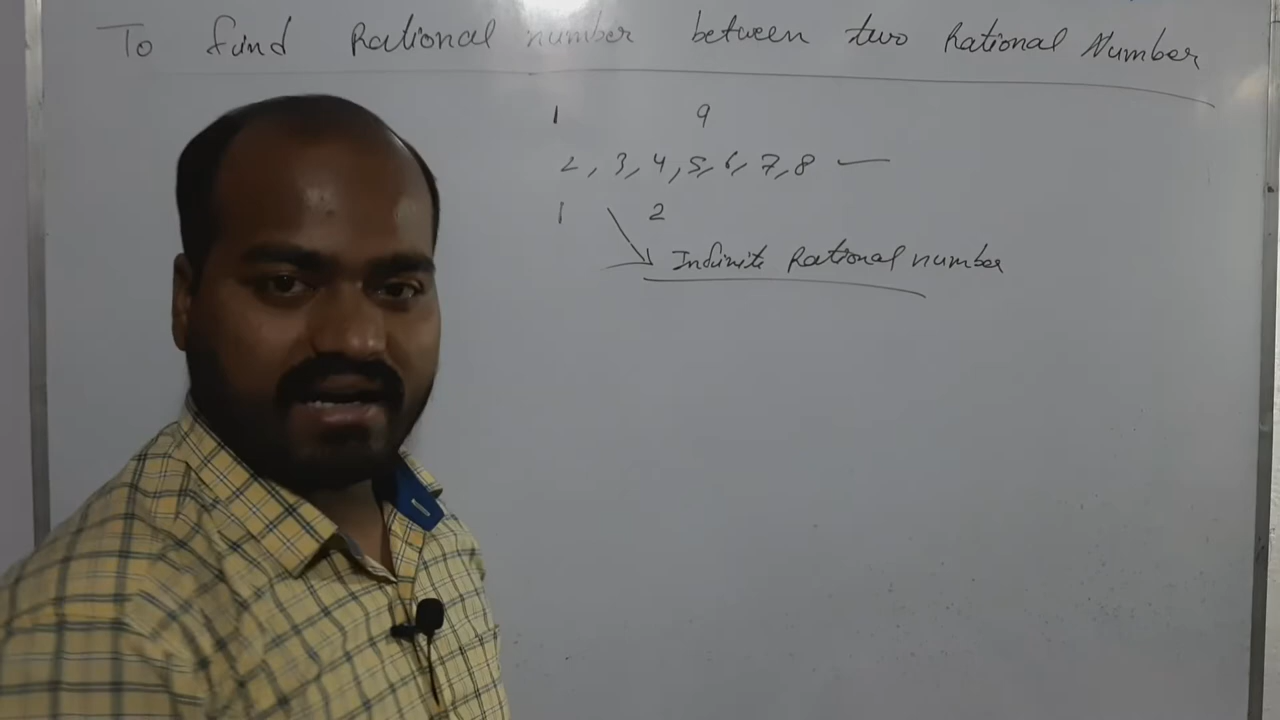 To find Rational number between two Rational Number
1 9
2, 3, 4, 5, 6, 7, 8 —
1 2
Infinite Rational number